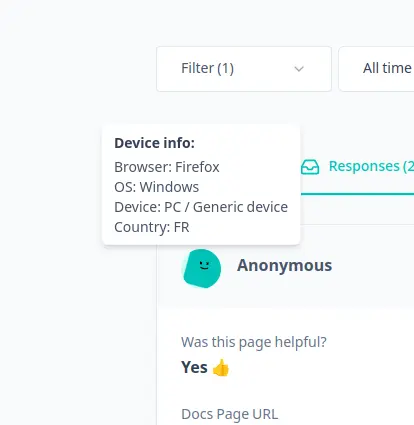 Filter (1)
All time
Device info:
Browser: Firefox
OS: Windows
Device: PC / Generic device
Country: FR
Responses (2
Anonymous
Was this page helpful?
Yes 👍
Docs Page URL